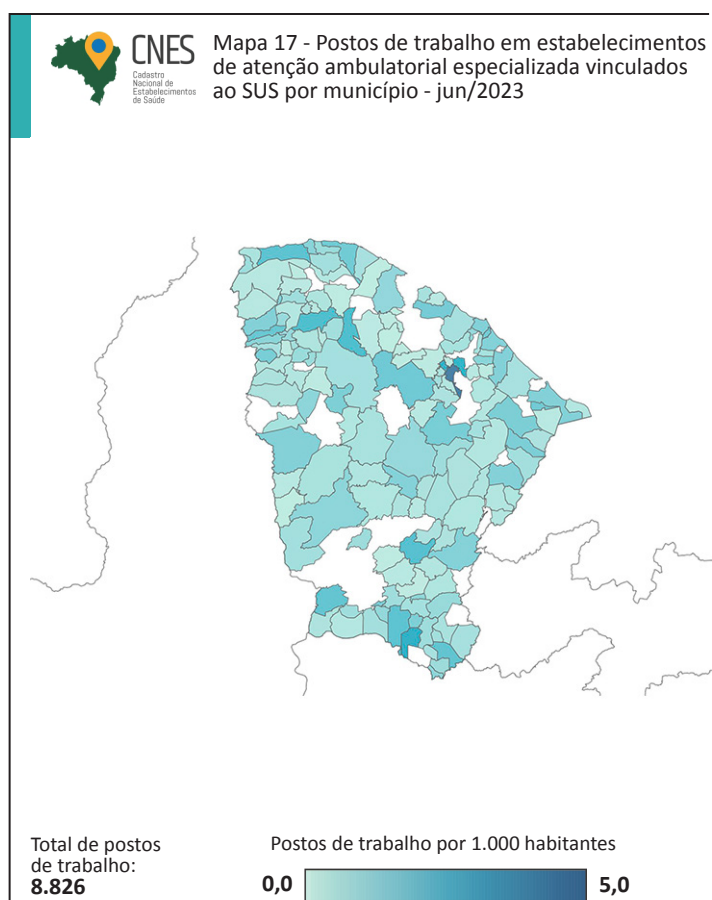 CNES
Cadastro
Nacional de
Estabelecimentos
de Saúde
Mapa 17 - Postos de trabalho em estabelecimentos
de atenção ambulatorial especializada vinculados
ao SUS por município - jun/2023
Total de postos
de trabalho:
8.826
Postos de trabalho por 1.000 habitantes
0,0
5,0